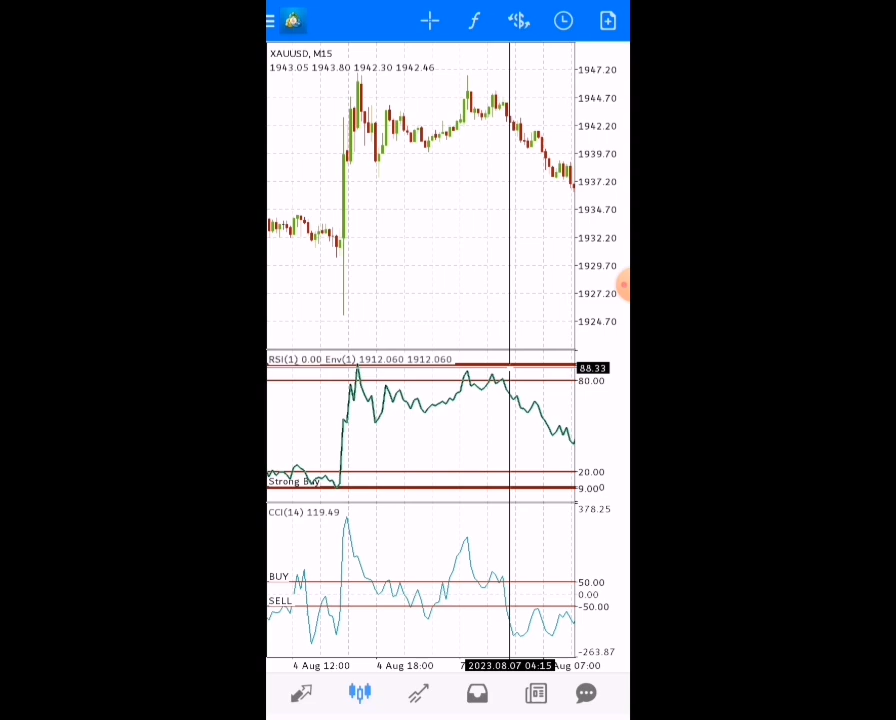 XAUUSD, M15
1943.05 1943.80 1942.30 1942.46
1947.20
1944.70
1942.20
1939.70
1937.20
1934.70
1932.20
1929.70
1927.20
1924.70
RSI(1) 0.00 Env(1) 1912.060 1912.060
88.33
80.00
20.00
Strong Buy
9.00
CCI(14) 119.49
378.25
BUY
50.00
0.00
SELL
-50.00
-263.87
4 Aug 12:00
4 Aug 18:00
7
2023.08.07 04:15
Aug 07:00